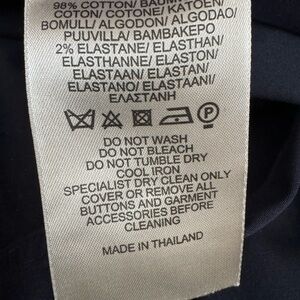 98% COTTON/ BAUMWOLLE/
COTON/ COTONE/ KATOEN/
BOMULL/ ALGODON/ ALGODAO/
PUUVILLA/ ΒΑΜΒΑΚΕΡΟ
2% ELASTANE/ ELASTHAN/
ELASTHANNE/ ELASTON/
ELASTAAN/ ELASTAN/
ELASTANO/ ELASTAANI/
ΕΛΑΣΤΑΝΗ
P
DO NOT WASH
DO NOT BLEACH
DO NOT TUMBLE DRY
COOL IRON
SPECIALIST DRY CLEAN ONLY
COVER OR REMOVE ALL
BUTTONS AND GARMENT
ACCESSORIES BEFORE
CLEANING
MADE IN THAILAND